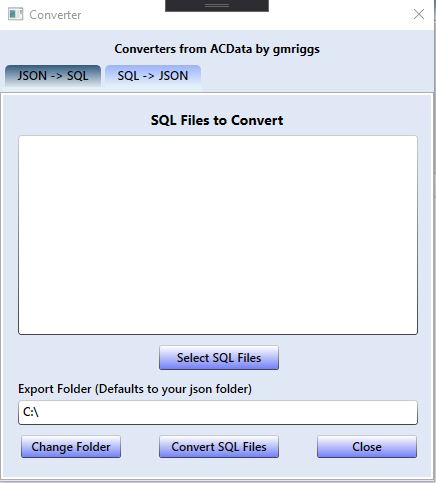 Converter
Converters from ACData by gmriggs
JSON -> SQL
SQL -> JSON
SQL Files to Convert
Select SQL Files
Export Folder (Defaults to your json folder)
C:\
Change Folder
Convert SQL Files
Close